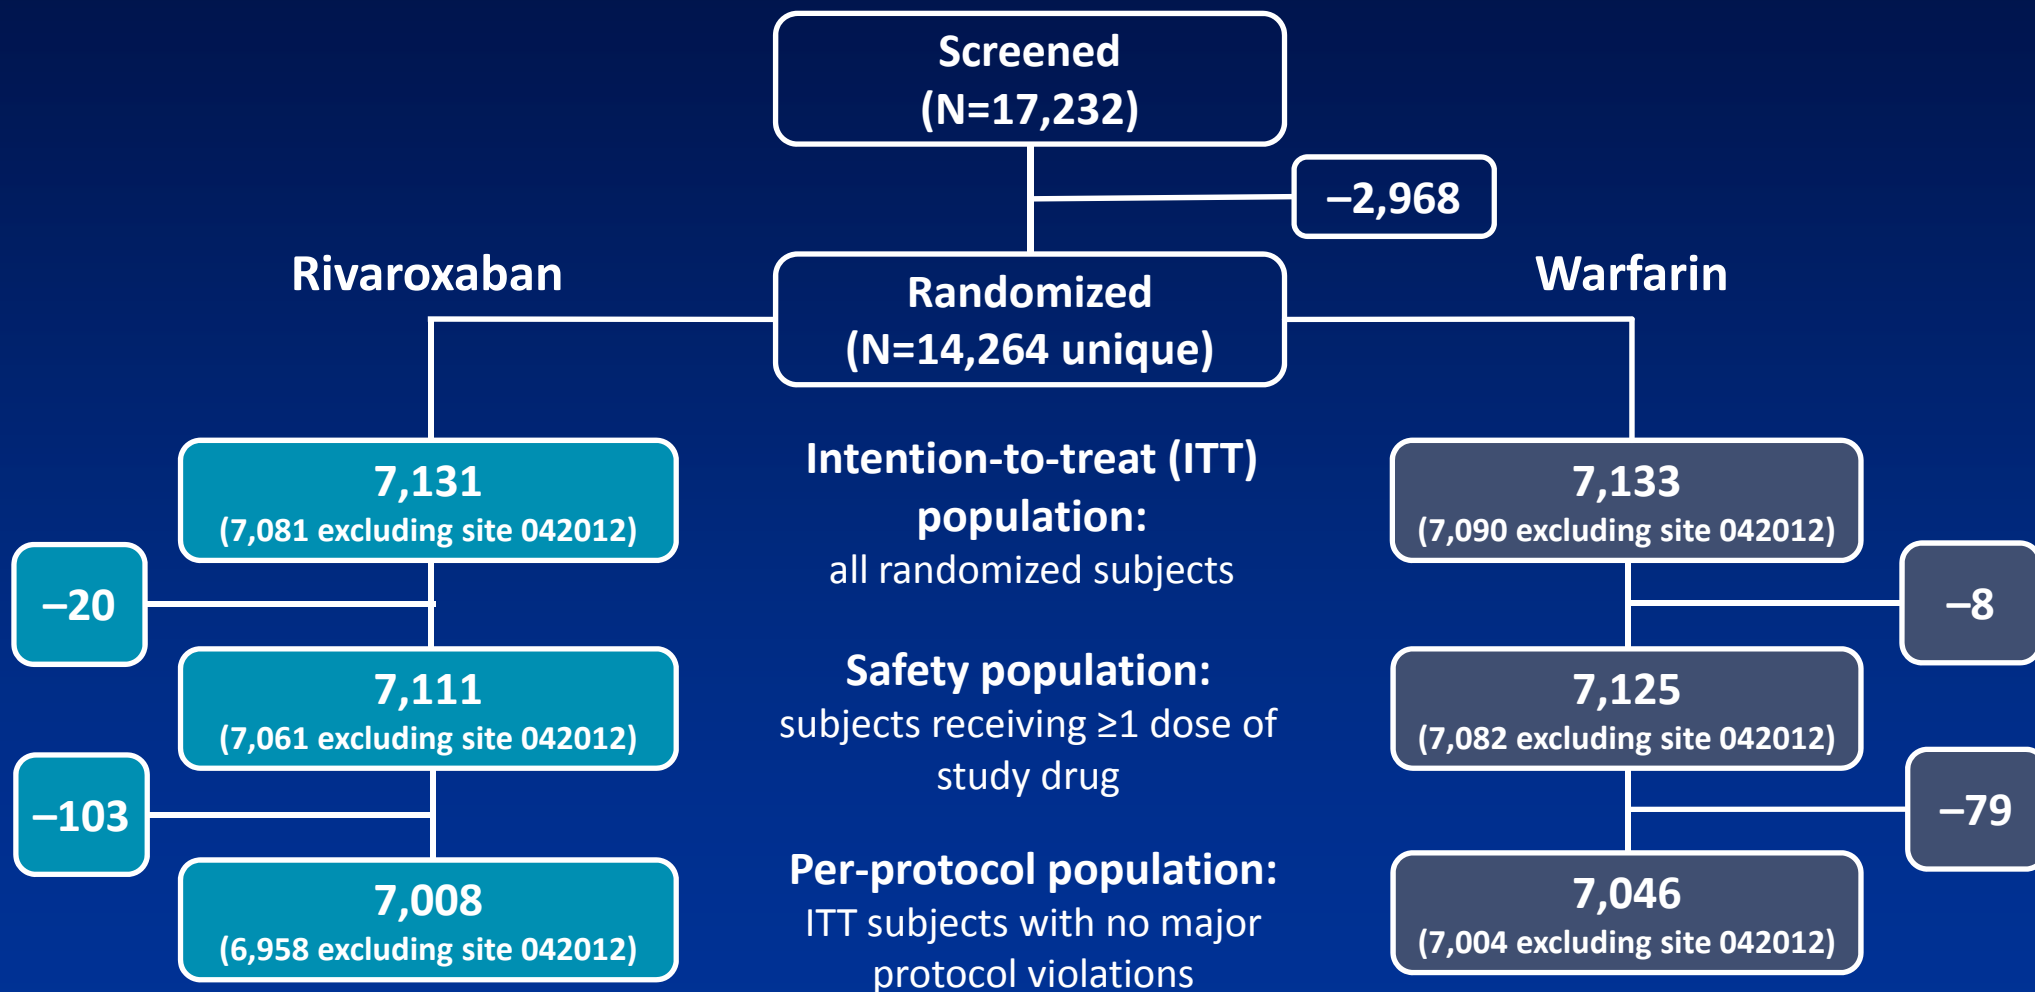 Screened
(N=17,232)
–2,968
Rivaroxaban
Randomized
(N=14,264 unique)
Warfarin
7,131
(7,081 excluding site 042012)
Intention-to-treat (ITT)
population:
all randomized subjects
7,133
(7,090 excluding site 042012)
–20
–8
7,111
(7,061 excluding site 042012)
Safety population:
subjects receiving ≥1 dose of
study drug
7,125
(7,082 excluding site 042012)
–103
–79
7,008
(6,958 excluding site 042012)
Per-protocol population:
ITT subjects with no major
protocol violations
7,046
(7,004 excluding site 042012)